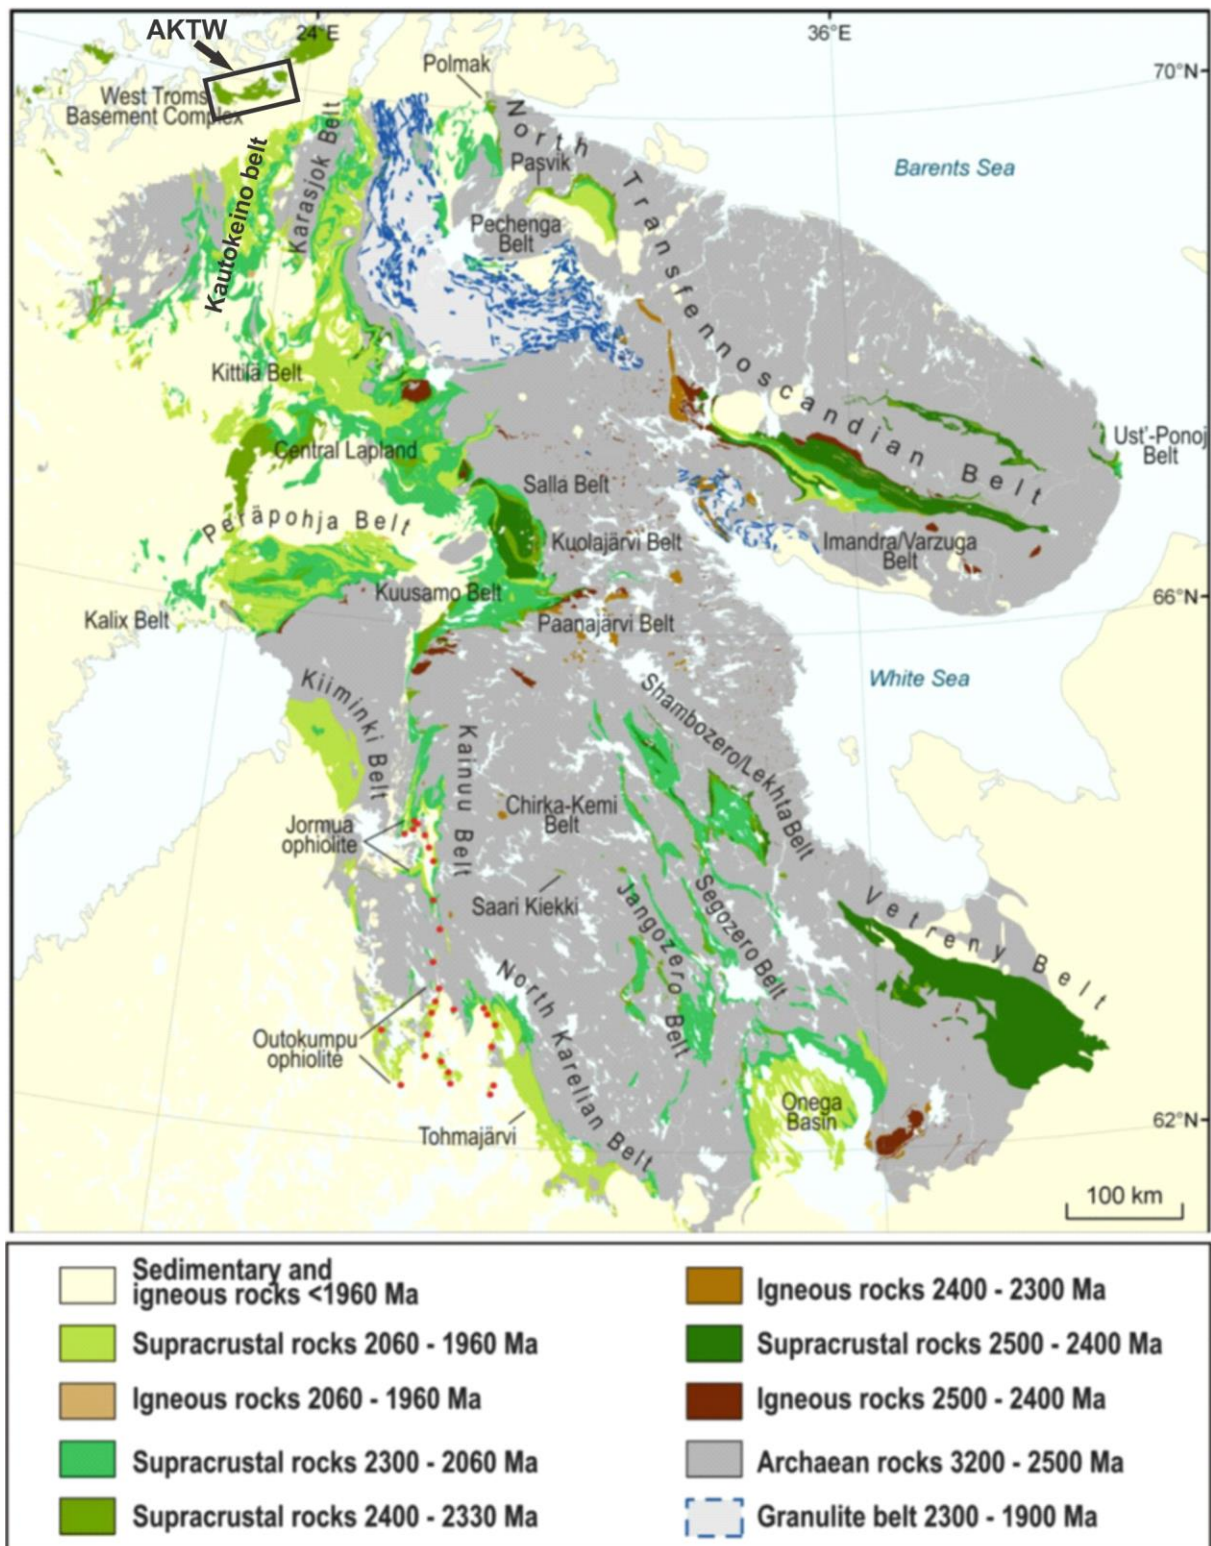 AKTW
24°E
36°E
70°N
Polmak
West Troms
Basement Complex
North Transfennoscandian Belt
Pasvik
Barents Sea
Karasjok Belt
Kautokeino belt
Pechenga
Belt
Kittilä Belt
Central Lapland
Ust'-Ponoj
Belt
Salla Belt
Peräpohja Belt
Kuolajärvi Belt
Imandra/Varzuga
Belt
Kuusamo Belt
66°N
Kalix Belt
Paanajärvi Belt
White Sea
Kiiminki Belt
Shambozero/Lekhta Belt
Kainuu Belt
Chirka-Kemi
Belt
Jormua
ophiolite
Saari Kiekki
Jangozero Belt
Segozero Belt
Vetreny Belt
North Karelian Belt
Outokumpu
ophiolite
Onega
Basin
Tohmajärvi
62°N
100 km
Sedimentary and
igneous rocks <1960 Ma
Supracrustal rocks 2060 - 1960 Ma
Igneous rocks 2060 - 1960 Ma
Supracrustal rocks 2300 - 2060 Ma
Supracrustal rocks 2400 - 2330 Ma
Igneous rocks 2400 - 2300 Ma
Supracrustal rocks 2500 - 2400 Ma
Igneous rocks 2500 - 2400 Ma
Archaean rocks 3200 - 2500 Ma
Granulite belt 2300 - 1900 Ma